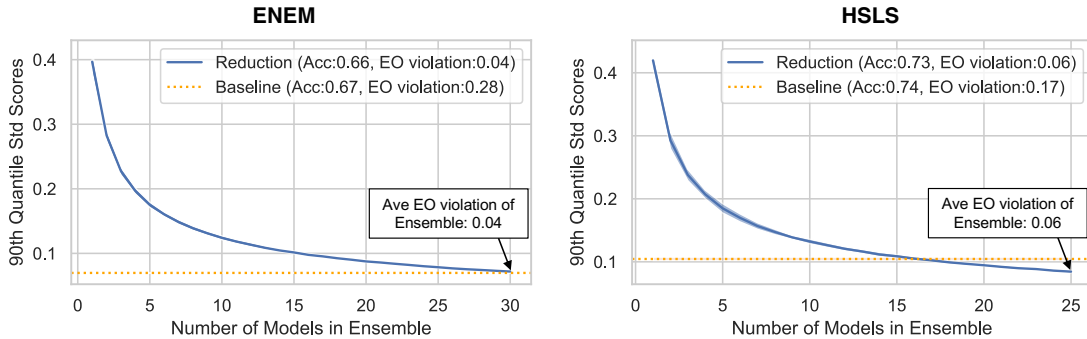 ENEM
90th Quantile Std Scores
0.4
0.3
0.2
0.1
Reduction (Acc:0.66, EO violation:0.04)
Baseline (Acc:0.67, EO violation:0.28)
Ave EO violation of
Ensemble: 0.04
0 5 10 15 20 25 30
Number of Models in Ensemble
HSLS
90th Quantile Std Scores
0.4
0.3
0.2
0.1
Reduction (Acc:0.73, EO violation:0.06)
Baseline (Acc:0.74, EO violation:0.17)
Ave EO violation of
Ensemble: 0.06
0 5 10 15 20 25
Number of Models in Ensemble